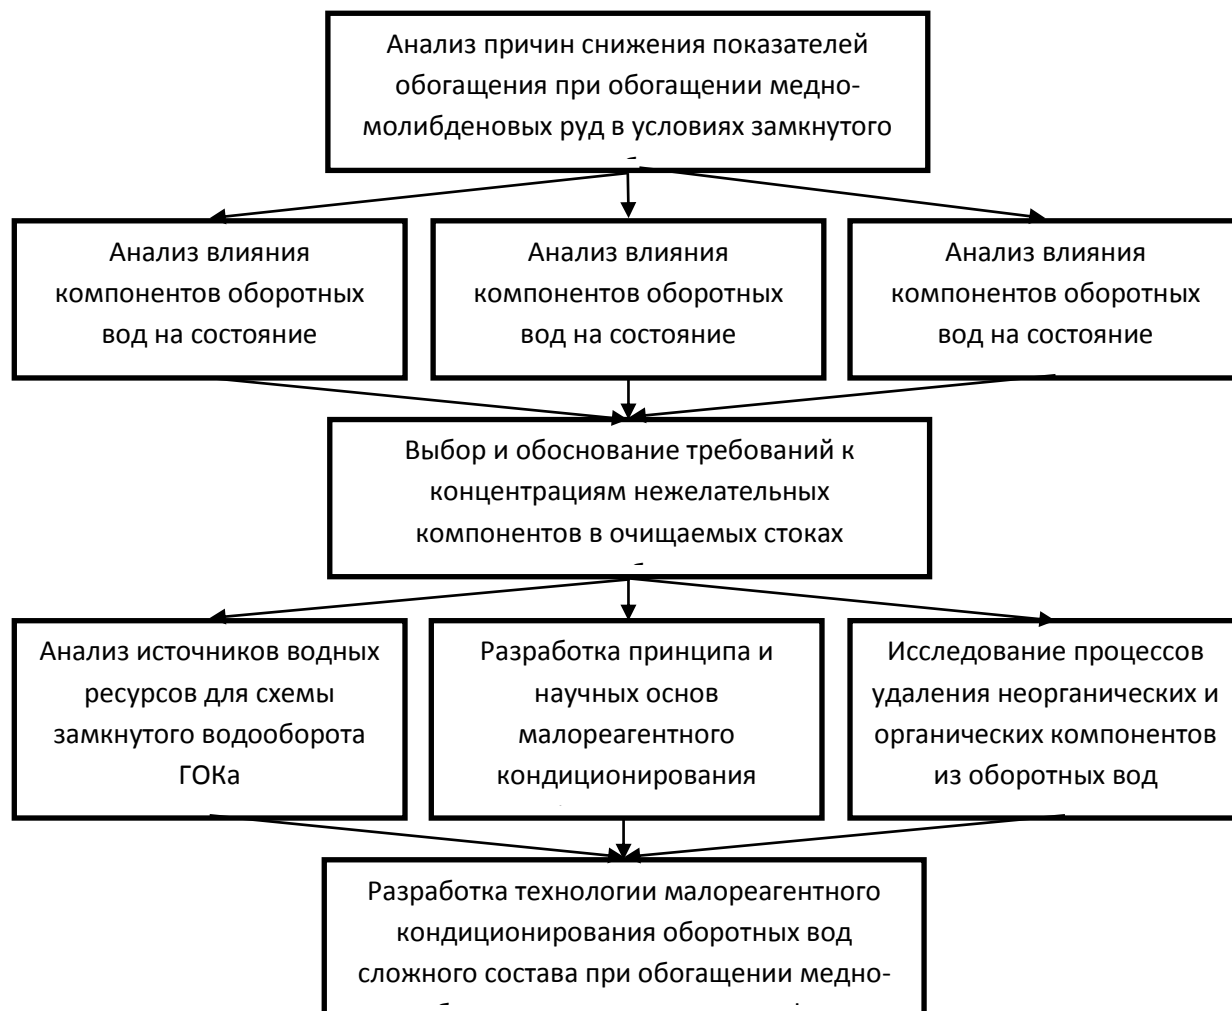 Анализ причин снижения показателей
обогащения при обогащении медно-
молибденовых руд в условиях замкнутого
Анализ влияния
компонентов оборотных
вод на состояние
Анализ влияния
компонентов оборотных
вод на состояние
Анализ влияния
компонентов оборотных
вод на состояние
Выбор и обоснование требований к
концентрациям нежелательных
компонентов в очищаемых стоках
Анализ источников водных
ресурсов для схемы
замкнутого водооборота
ГОКа
Разработка принципа и
научных основ
малореагентного
кондиционирования
Исследование процессов
удаления неорганических и
органических компонентов
из оборотных вод
Разработка технологии малореагентного
кондиционирования оборотных вод
сложного состава при обогащении медно-